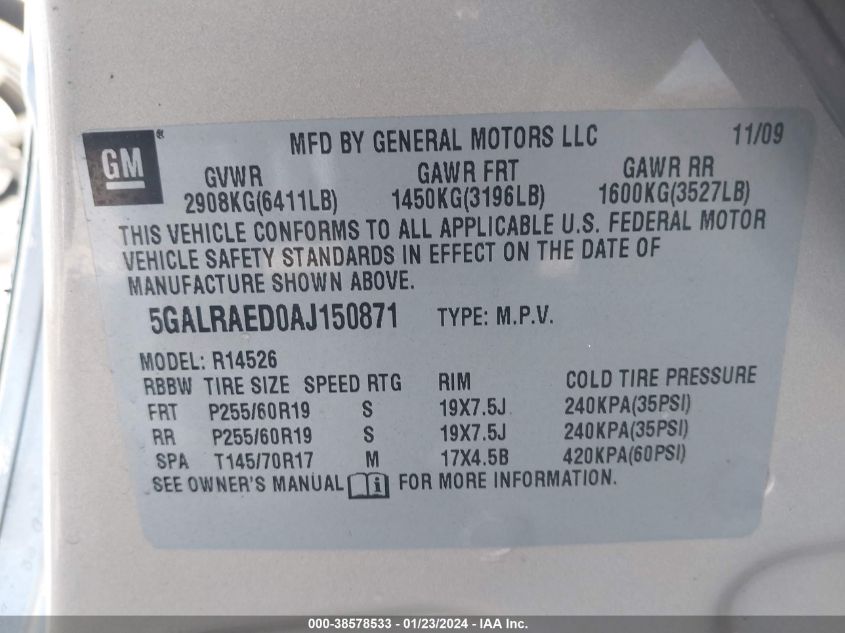 GM ® MFD BY GENERAL MOTORS LLC 11/09
GVWR GAWR FRT GAWR RR
2908KG(6411LB) 1450KG(3196LB) 1600KG(3527LB)
THIS VEHICLE CONFORMS TO ALL APPLICABLE U.S. FEDERAL MOTOR
VEHICLE SAFETY STANDARDS IN EFFECT ON THE DATE OF
MANUFACTURE SHOWN ABOVE.
5GALRAED0AJ150871 TYPE: M.P.V.
MODEL: R14526
RBBW TIRE SIZE SPEED RTG RIM COLD TIRE PRESSURE
FRT P255/60R19 S 19X7.5J 240KPA(35PSI)
RR P255/60R19 S 19X7.5J 240KPA(35PSI)
SPA T145/70R17 M 17X4.5B 420KPA(60PSI)
SEE OWNER'S MANUAL i FOR MORE INFORMATION.
000-38578533 - 01/23/2024 - IAA Inc.